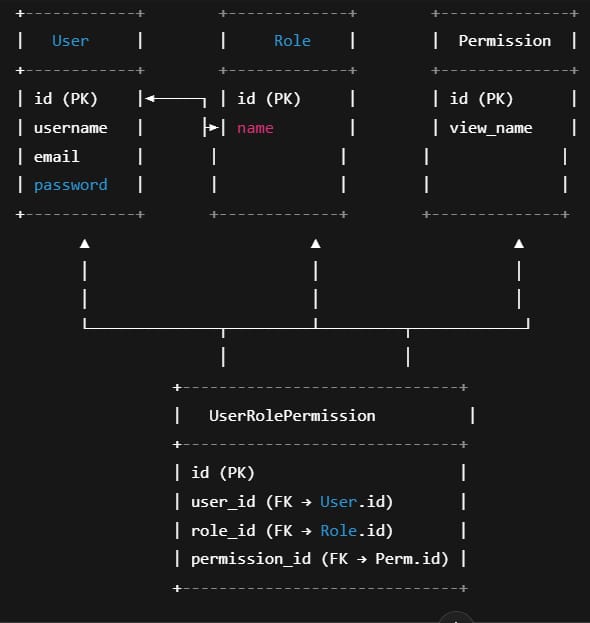 User
Role
Permission
id (PK)
id (PK)
id (PK)
username
name
view_name
email
password
UserRolePermission
id (PK)
user_id (FK → User.id)
role_id (FK → Role.id)
permission_id (FK → Perm.id)